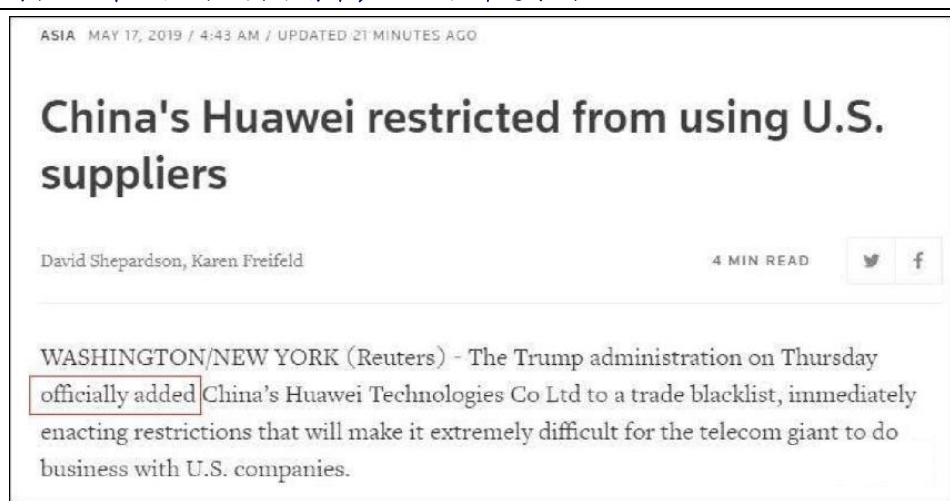 ASIA MAY 17, 2019 / 4:43 AM / UPDATED 21 MINUTES AGO
China's Huawei restricted from using U.S.
suppliers
David Shepardson, Karen Freifeld 4 MIN READ
WASHINGTON/NEW YORK (Reuters) - The Trump administration on Thursday
officially added China's Huawei Technologies Co Ltd to a trade blacklist, immediately
enacting restrictions that will make it extremely difficult for the telecom giant to do
business with U.S. companies.